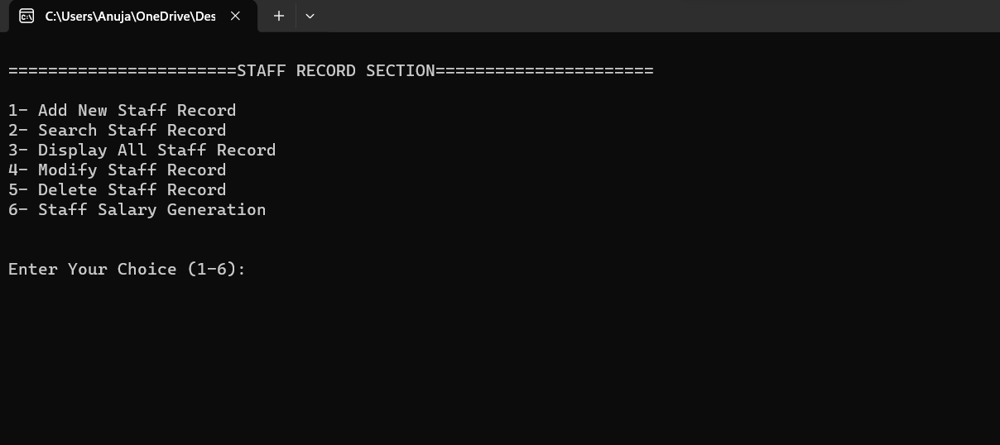 C:\Users\Anuja\OneDrive\Des
=======================STAFF RECORD SECTION======================
1- Add New Staff Record
2- Search Staff Record
3- Display All Staff Record
4- Modify Staff Record
5- Delete Staff Record
6- Staff Salary Generation
Enter Your Choice (1-6):